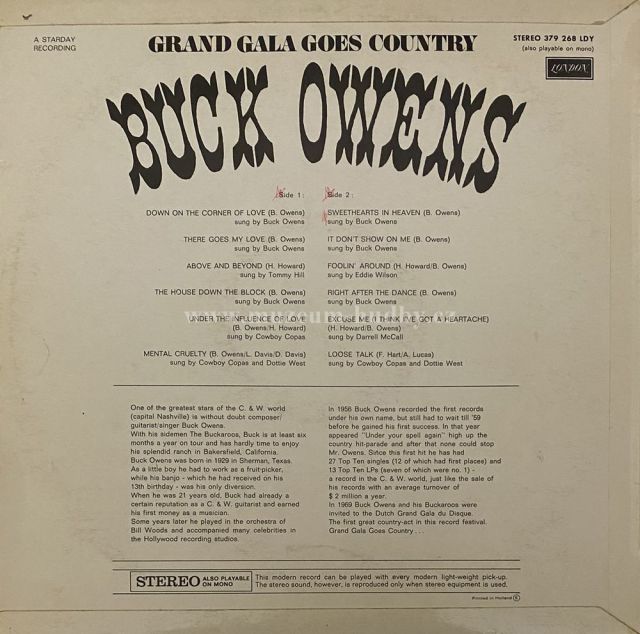 A STARDAY
RECORDING
GRAND GALA GOES COUNTRY
STEREO 379 268 LDY
(also playable on mono)
LONDON
BUCK OWENS
Side 1 :
DOWN ON THE CORNER OF LOVE (B. Owens)
sung by Buck Owens
THERE GOES MY LOVE (B. Owens)
sung by Buck Owens
ABOVE AND BEYOND (H. Howard)
sung by Tommy Hill
THE HOUSE DOWN THE BLOCK (B. Owens)
sung by Buck Owens
UNDER THE INFLUENCE OF LOVE
(B. Owens/H. Howard)
sung by Cowboy Copas
MENTAL CRUELTY (B. Owens/L. Davis/D. Davis)
sung by Cowboy Copas and Dottie West
Side 2 :
SWEETHEARTS IN HEAVEN (B. Owens)
sung by Buck Owens
IT DON'T SHOW ON ME (B. Owens)
sung by Buck Owens
FOOLIN' AROUND (H. Howard/B. Owens)
sung by Eddie Wilson
RIGHT AFTER THE DANCE (B. Owens)
sung by Buck Owens
EXCUSE ME (I THINK I'VE GOT A HEARTACHE)
(H. Howard/B. Owens)
sung by Darrell McCall
LOOSE TALK (F. Hart/A. Lucas)
sung by Cowboy Copas and Dottie West
www.muzeum-hudby.cz
One of the greatest stars of the C. & W. world
(capital Nashville) is without doubt composer/
guitarist/singer Buck Owens.
With his sidemen The Buckaroos, Buck is at least six
months a year on tour and has hardly time to enjoy
his splendid ranch in Bakersfield, California.
Buck Owens was born in 1929 in Sherman, Texas.
As a little boy he had to work as a fruit-picker,
while his banjo - which he had received on his
13th birthday - was his only diversion.
When he was 21 years old, Buck had already a
certain reputation as a C. & W. guitarist and earned
his first money as a musician.
Some years later he played in the orchestra of
Bill Woods and accompanied many celebrities in
the Hollywood recording studios.
In 1956 Buck Owens recorded the first records
under his own name, but still had to wait till '59
before he gained his first success. In that year
appeared "Under your spell again" high up the
country hit-parade and after that none could stop
Mr. Owens. Since this first hit he has had
27 Top Ten singles (12 of which had first places) and
13 Top Ten LPs (seven of which were no. 1) -
a record in the C. & W. world, just like the sale of
his records with an average turnover of
$ 2 million a year.
In 1969 Buck Owens and his Buckaroos were
invited to the Dutch Grand Gala du Disque.
The first great country-act in this record festival.
Grand Gala Goes Country . . .
STEREO ALSO PLAYABLE
ON MONO
This modern record can be played with every modern light-weight pick-up.
The stereo sound, however, is reproduced only when stereo equipment is used.
Printed in Holland